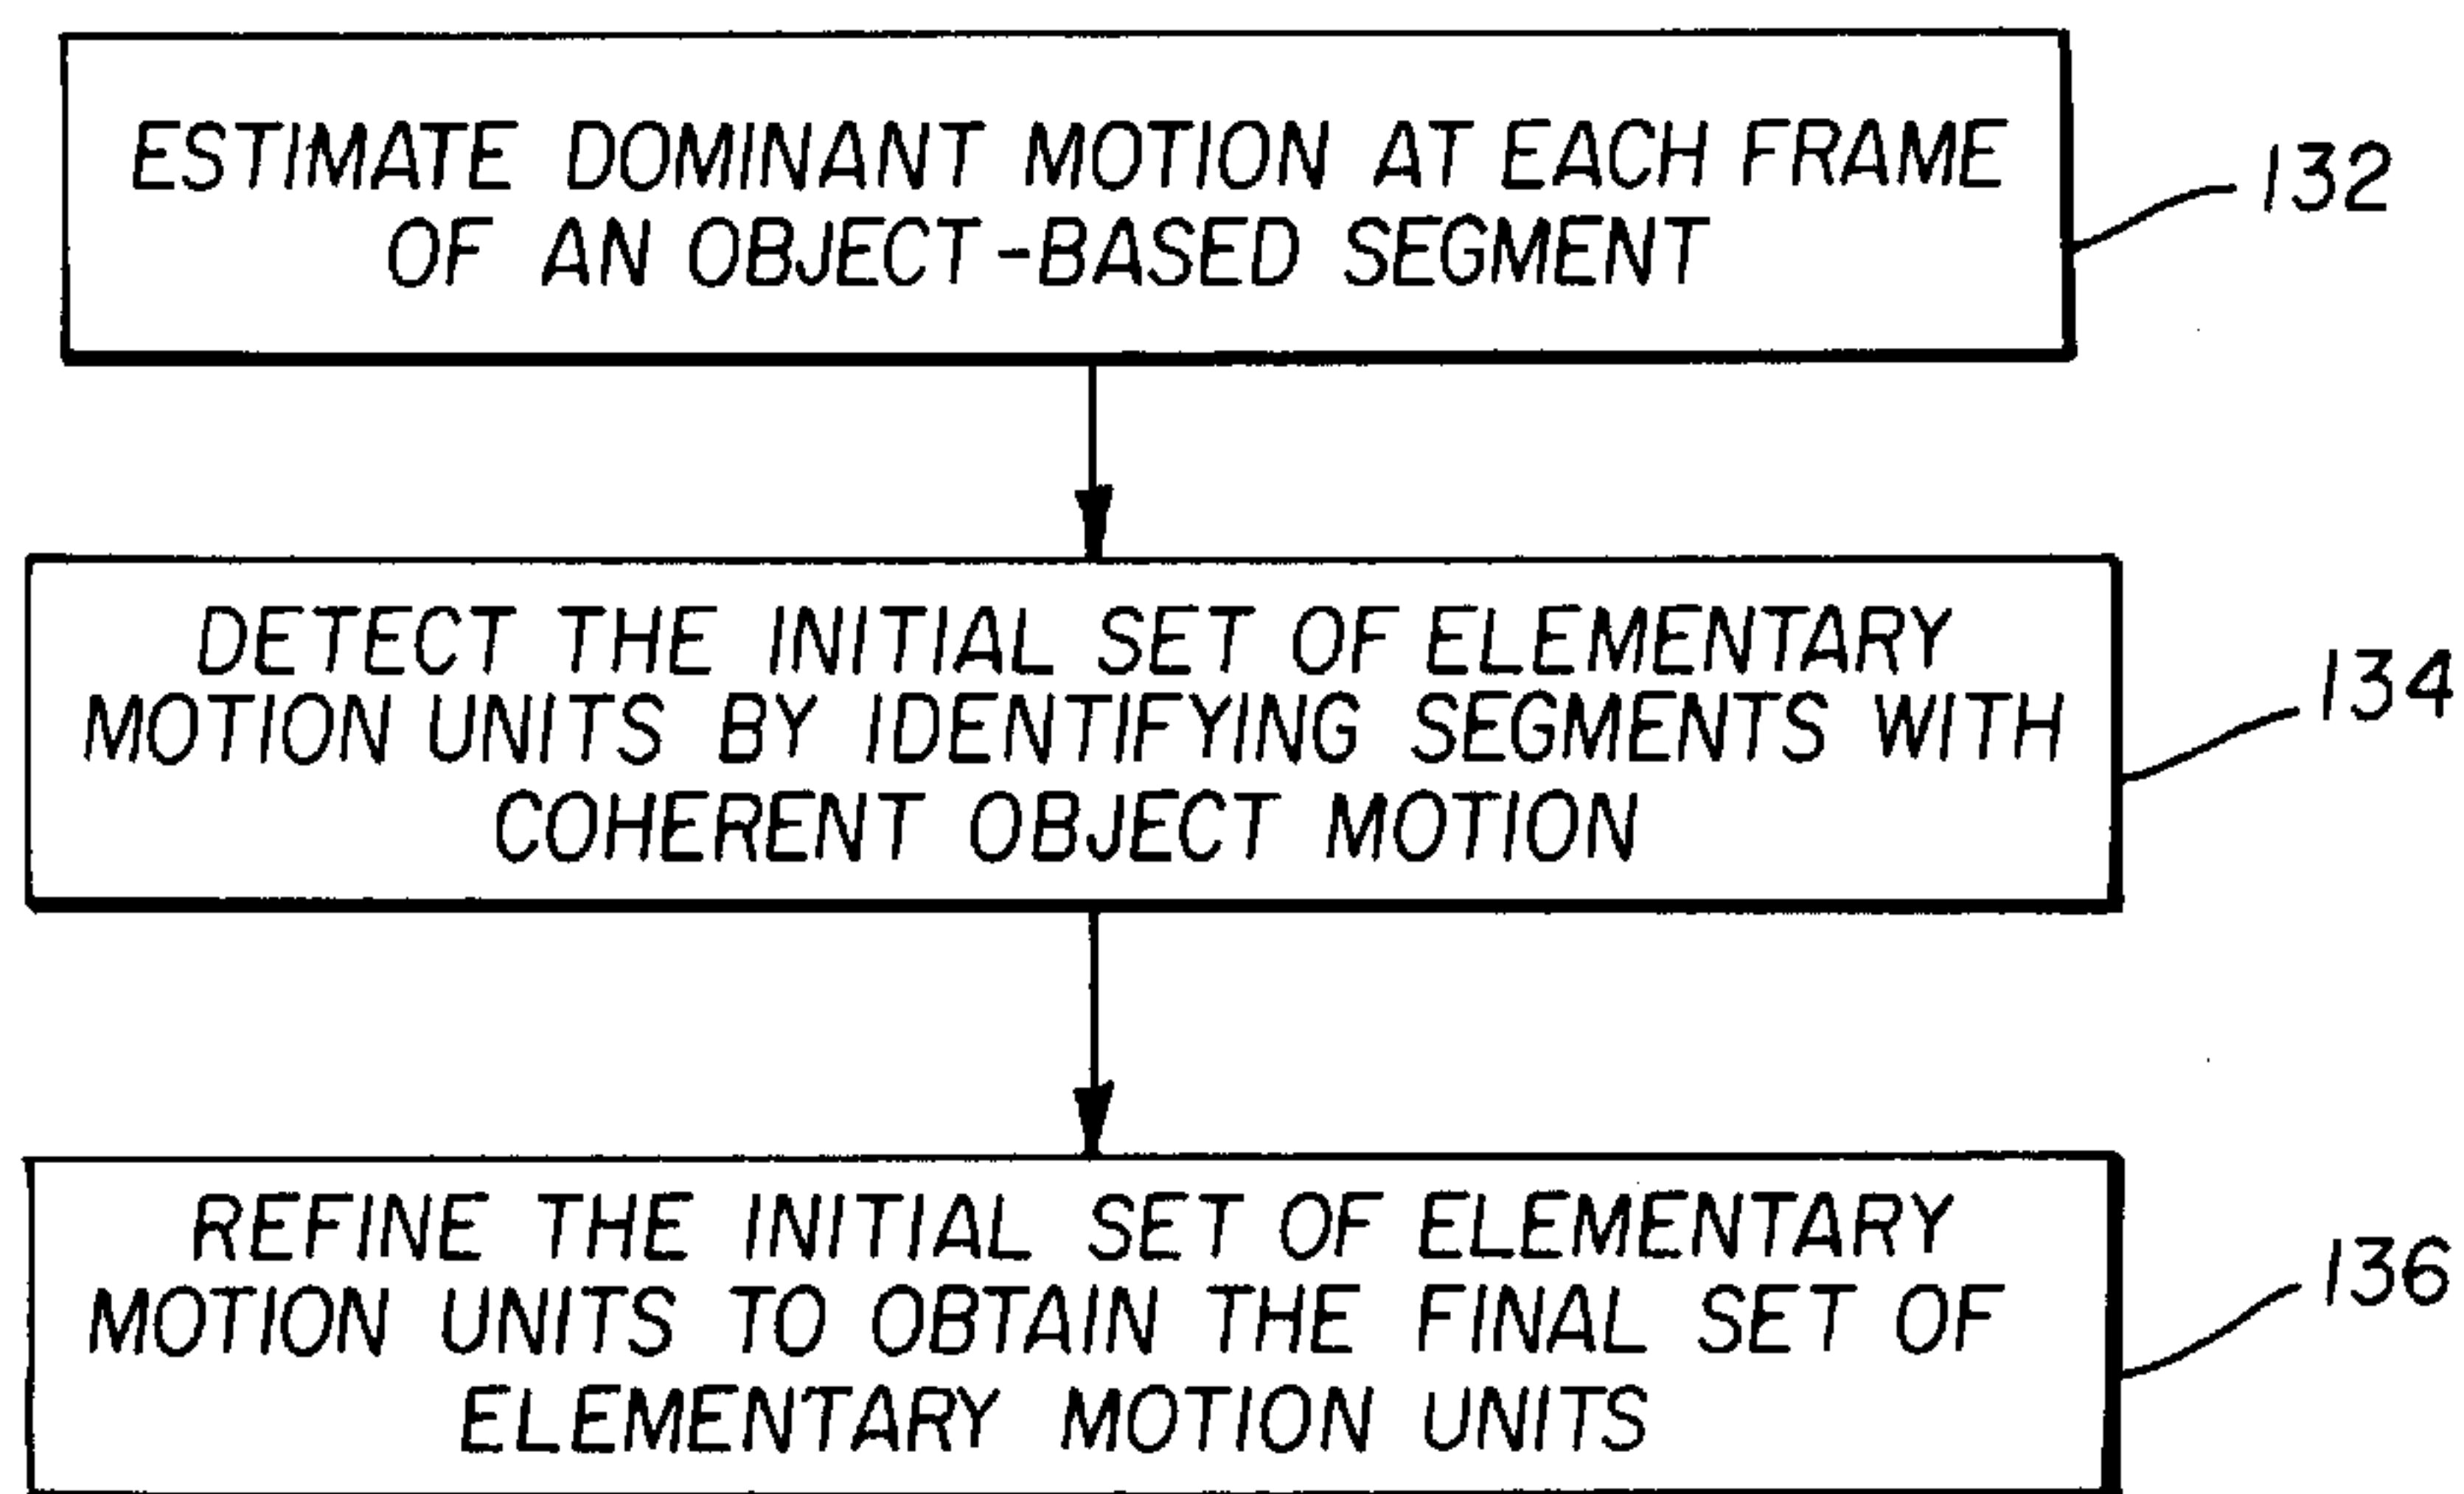 ESTIMATE DOMINANT MOTION AT EACH FRAME
OF AN OBJECT-BASED SEGMENT
132
DETECT THE INITIAL SET OF ELEMENTARY
MOTION UNITS BY IDENTIFYING SEGMENTS WITH
COHERENT OBJECT MOTION
134
REFINE THE INITIAL SET OF ELEMENTARY
MOTION UNITS TO OBTAIN THE FINAL SET OF
ELEMENTARY MOTION UNITS
136